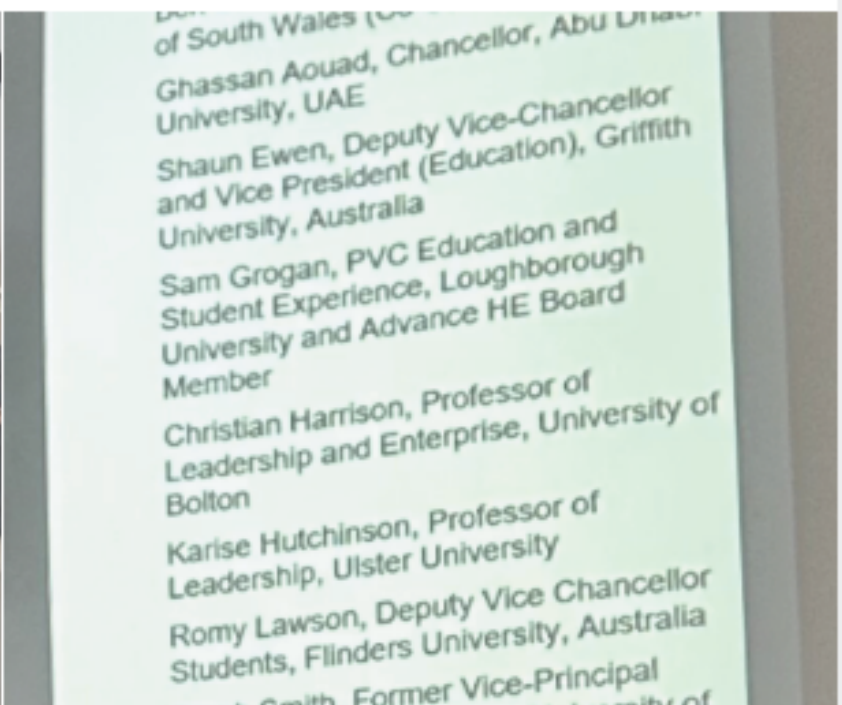 of South Wales
Ghassan Aouad, Chancellor, Abu Dhabi
University, UAE
Shaun Ewen, Deputy Vice-Chancellor
and Vice President (Education), Griffith
University, Australia
Sam Grogan, PVC Education and
Student Experience, Loughborough
University and Advance HE Board
Member
Christian Harrison, Professor of
Leadership and Enterprise, University of
Bolton
Karise Hutchinson, Professor of
Leadership, Ulster University
Romy Lawson, Deputy Vice Chancellor
Students, Flinders University, Australia
Smith, Former Vice-Principal
of